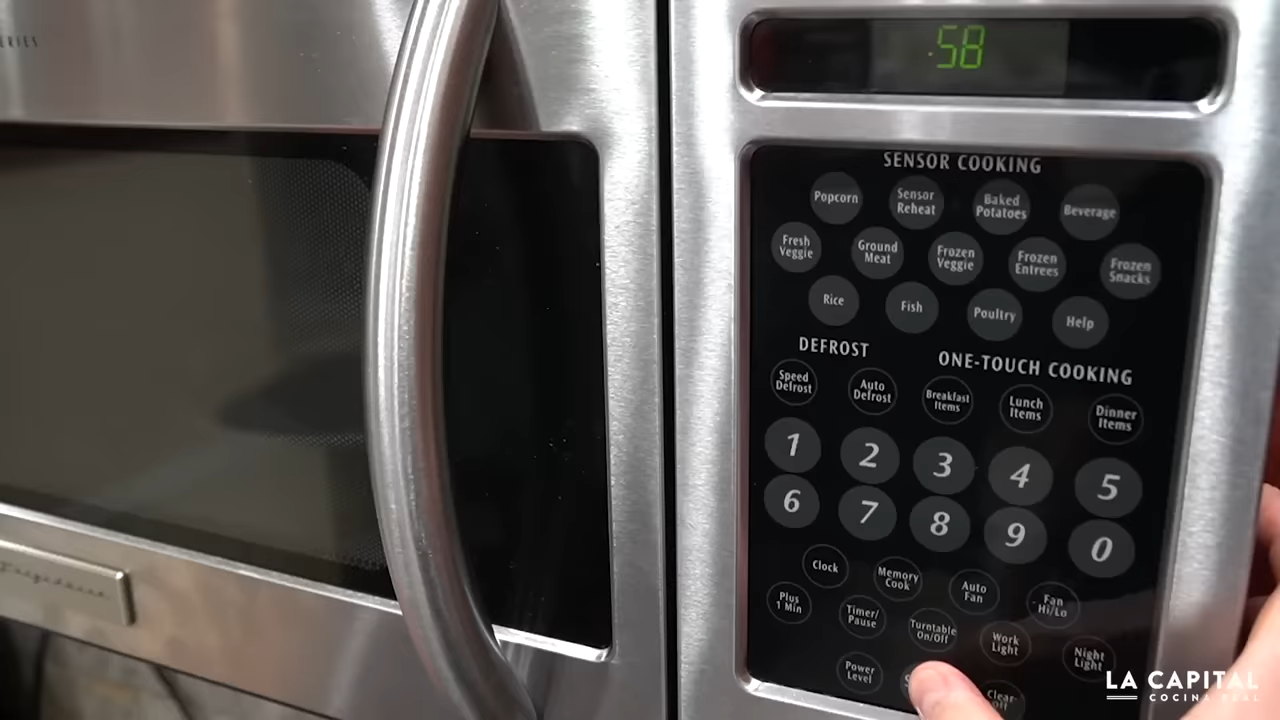 ERIES
:58
SENSOR COOKING
Popcorn
Sensor
Reheat
Baked
Potatoes
Beverage
Fresh
Veggie
Ground
Meat
Frozen
Veggie
Frozen
Entrees
Frozen
Snacks
Rice
Fish
Poultry
Help
DEFROST
ONE-TOUCH COOKING
Speed
Defrost
Auto
Defrost
Breakfast
Items
Lunch
Items
Dinner
Items
1 2 3 4 5
6 7 8 9 0
Clock
Memory
Cook
Auto
Fan
Fan
Hi/Lo
Plus
1 Min
Timer/
Pause
Turntable
On/Off
Work
Light
Night
Light
Power
Level
Clear
Off
Frigidaire
LA CAPITAL
COCINA REAL